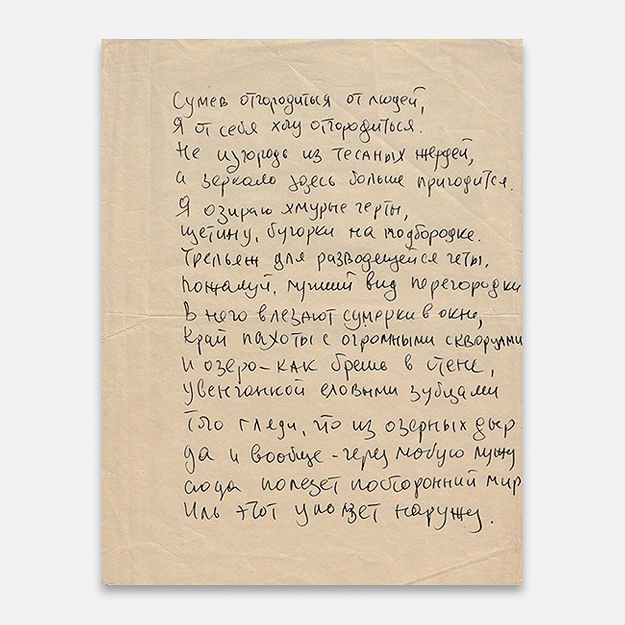 Сумев отгородиться от людей,
Я от себя хочу отгородиться.
Не изгородь из тесаных жердей,
а зеркало здесь больше пригодится.
Я озираю хмурые черты,
щетину, бугорки на подбородке.
Трельяж для разводящейся четы,
пожалуй, лучший вид перегородки
В него влезают сумерки в окне,
Край пахоты с огромными скворцами
И озеро - как брешь в стене,
увенчанной еловыми зубцами
Того гляди, что из озерных дыр
да и вообще - через любую лужу
сюда полезет посторонний мир
Иль этот уползет наружу.